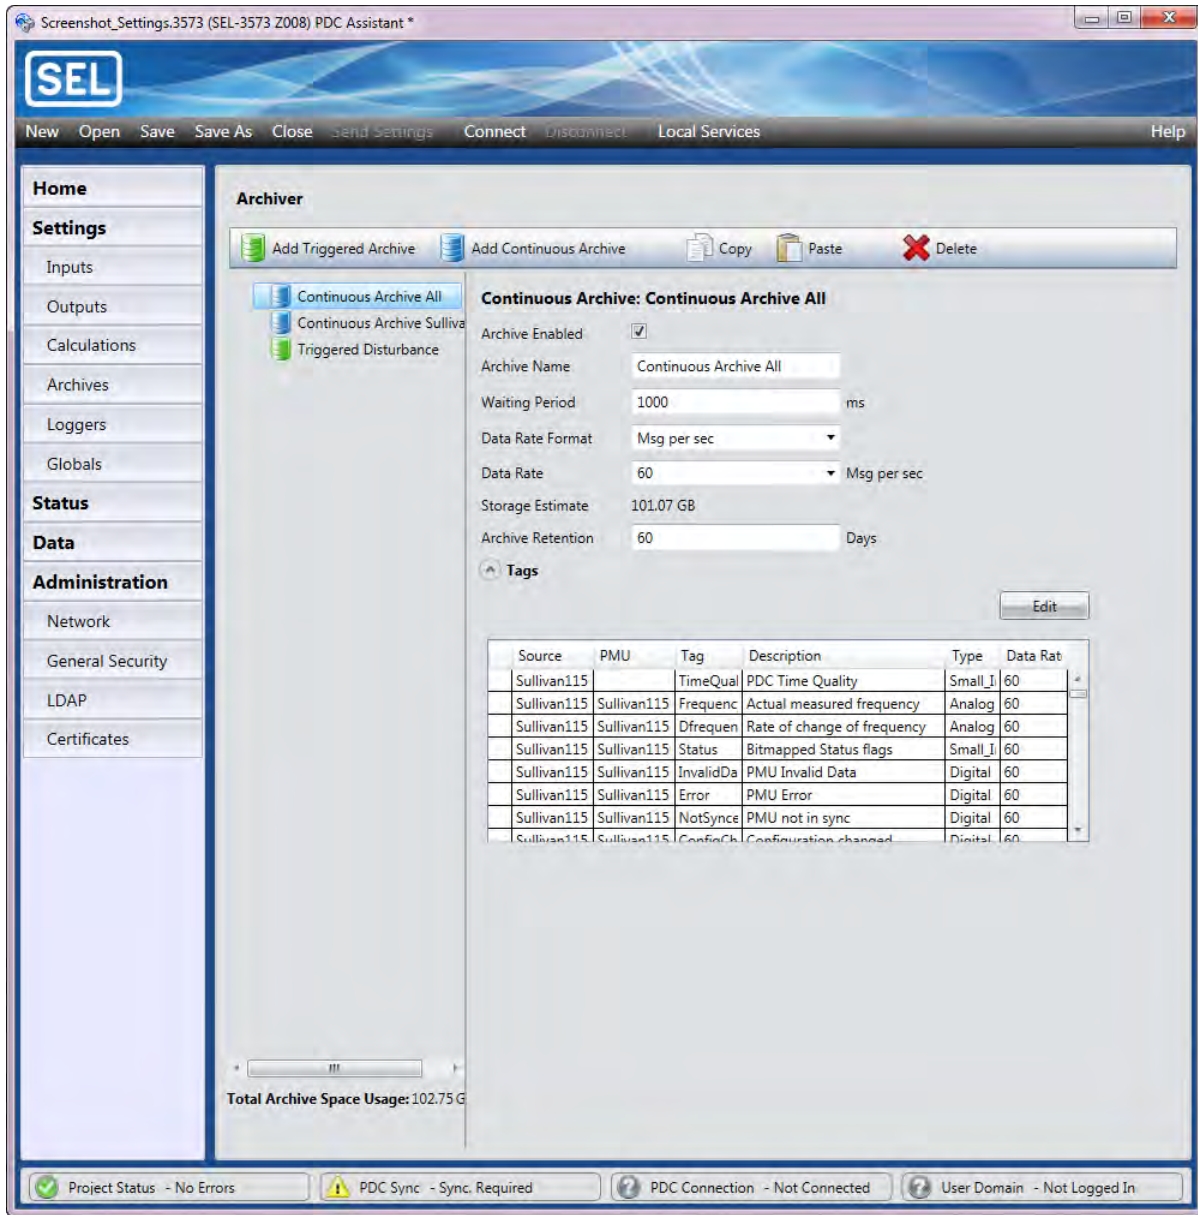 Screenshot_Settings.3573 (SEL-3573 Z008) PDC Assistant *
SEL
New Open Save Save As Close Send Settings Connect Disconnect Local Services Help
Home
Settings
Inputs
Outputs
Calculations
Archives
Loggers
Globals
Status
Data
Administration
Network
General Security
LDAP
Certificates
Archiver
Add Triggered Archive Add Continuous Archive Copy Paste Delete
Continuous Archive All
Continuous Archive Sulliva
Triggered Disturbance
Total Archive Space Usage: 102.75 G
Continuous Archive: Continuous Archive All
Archive Enabled
Archive Name Continuous Archive All
Waiting Period 1000 ms
Data Rate Format Msg per sec
Data Rate 60 Msg per sec
Storage Estimate 101.07 GB
Archive Retention 60 Days
Tags
Edit
Source PMU Tag Description Type Data Rat
Sullivan115 TimeQual PDC Time Quality Small_I 60
Sullivan115 Sullivan115 Frequenc Actual measured frequency Analog 60
Sullivan115 Sullivan115 Dfrequen Rate of change of frequency Analog 60
Sullivan115 Sullivan115 Status Bitmapped Status flags Small_I 60
Sullivan115 Sullivan115 InvalidDa PMU Invalid Data Digital 60
Sullivan115 Sullivan115 Error PMU Error Digital 60
Sullivan115 Sullivan115 NotSynce PMU not in sync Digital 60
Sullivan115 Sullivan115 ConfigCh Configuration changed Digital 60
Project Status - No Errors PDC Sync - Sync. Required PDC Connection - Not Connected User Domain - Not Logged In